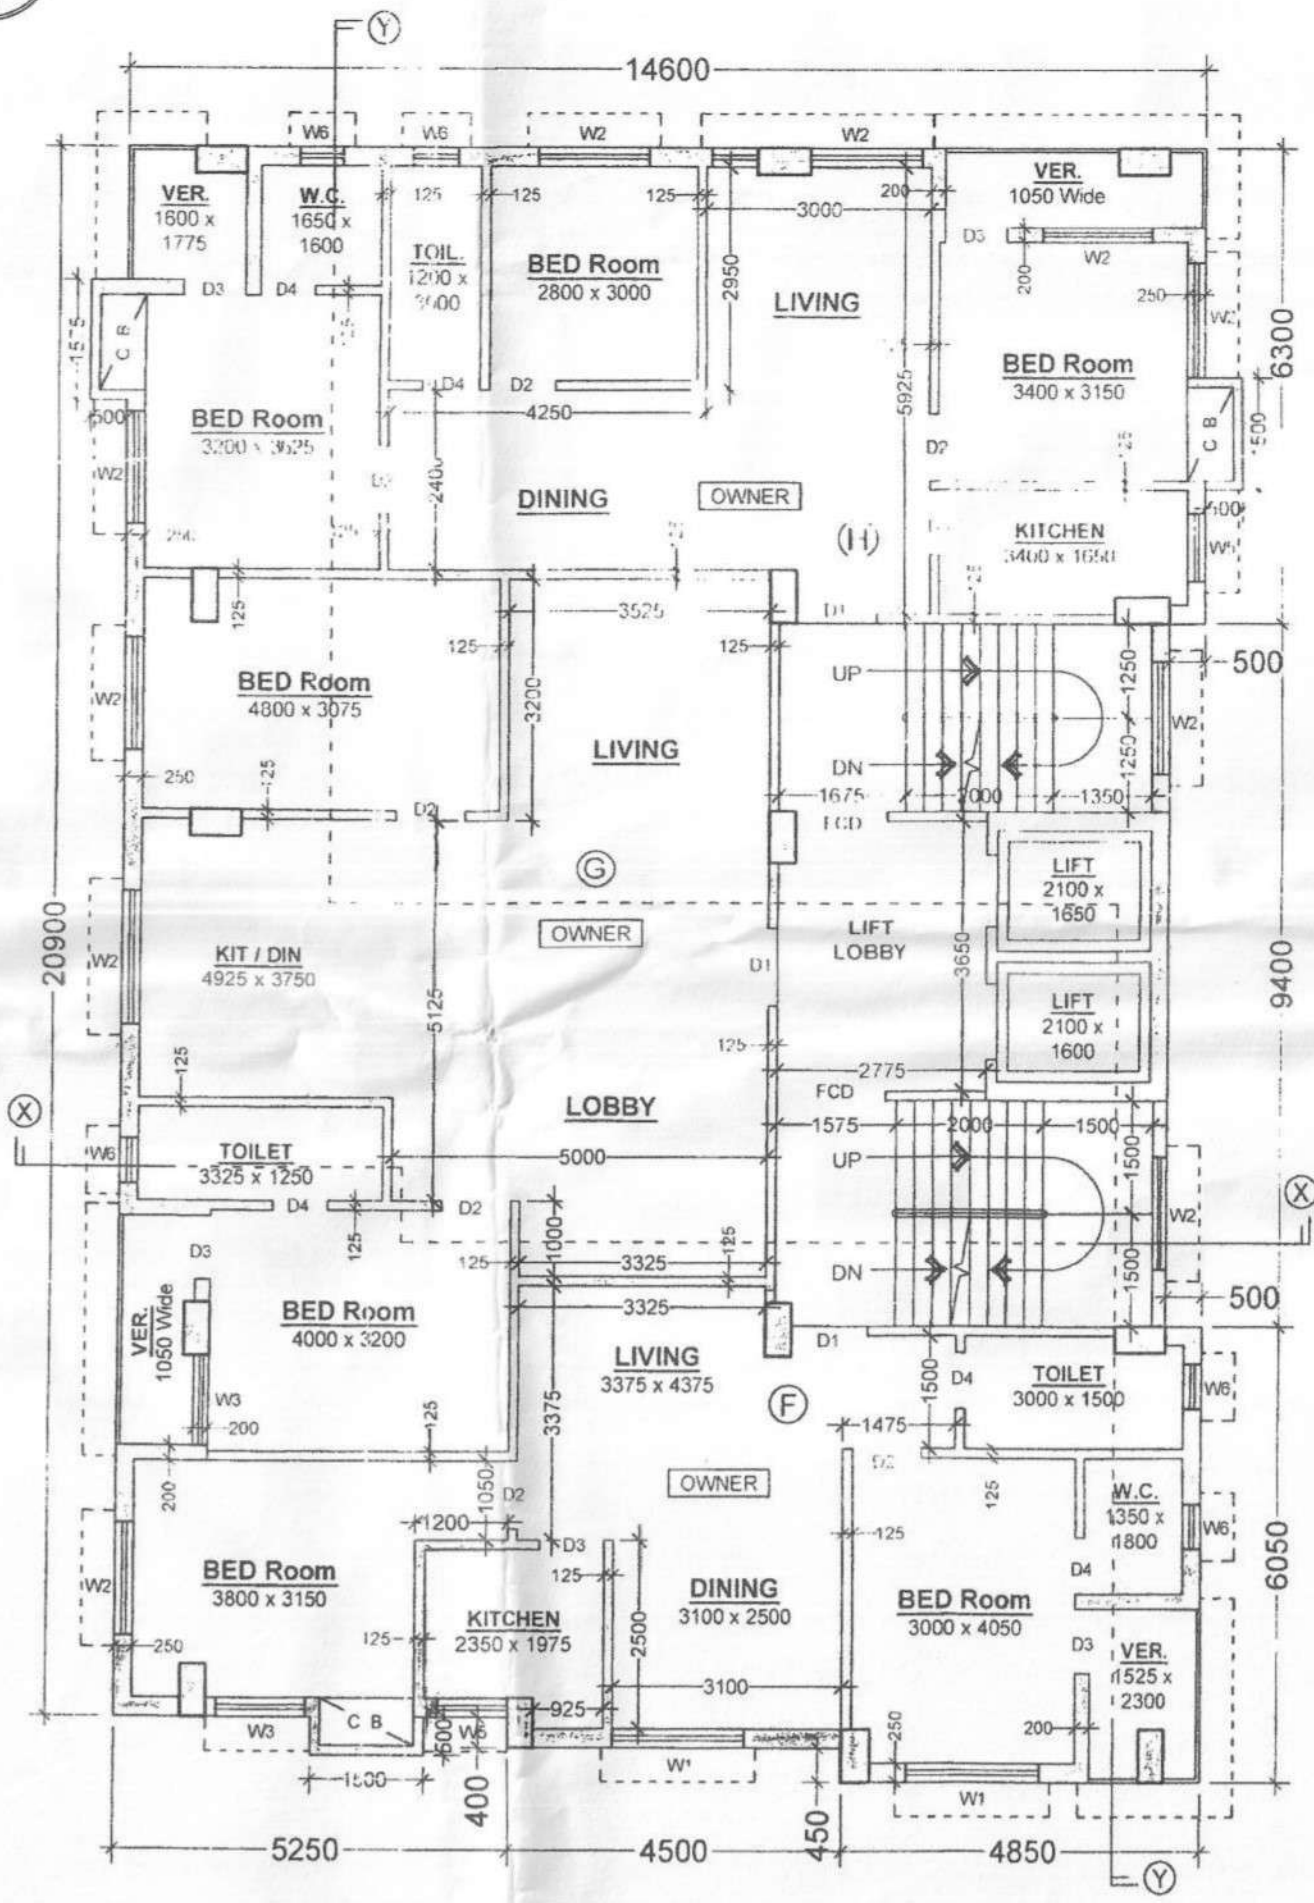 Y
14600
W6
W6
W2
W2
VER.
1600 x
1775
W.C.
1650 x
1600
125
125
125
3000
200
VER.
1050 Wide
D3
W2
TOIL.
1200 x
BED Room
2800 x 3000
2950
LIVING
200
250
W2
6300
D3
D4
C B
BED Room
3400 x 3150
5925
D4
D2
4250
BED Room
2400
D2
C B
W2
DINING
OWNER
250
(H)
KITCHEN
3400 x 1650
W5
125
3525
D1
125
125
BED Room
4800 x 3075
3200
LIVING
W2
UP
1250
500
W2
DN
1250
250
125
1675
2000
1350
D2
FCD
G
LIFT
2100 x
1650
20900
OWNER
LIFT
LOBBY
W2
KIT / DIN
4925 x 3750
D1
3650
9400
5125
LIFT
2100 x
1600
125
125
2775
FCD
X
LOBBY
1575
2000
1500
W6
TOILET
3325 x 1250
5000
UP
1500
X
D4
D2
W2
125
125
1000
3325
125
DN
1500
D3
3325
500
VER.
1050 Wide
BED Room
4000 x 3200
LIVING
3375 x 4375
D1
1500
D4
TOILET
3000 x 1500
W6
W3
200
125
3375
F
1475
D2
200
1050
D2
OWNER
125
W.C.
1350 x
1800
W6
1200
125
W2
BED Room
3800 x 3150
D3
125
DINING
3100 x 2500
D4
6050
KITCHEN
2350 x 1975
2500
BED Room
3000 x 4050
D3
VER.
1525 x
2300
250
125
3100
925
200
250
W3
C B
W1
W1
400
450
5250
4500
4850
Y